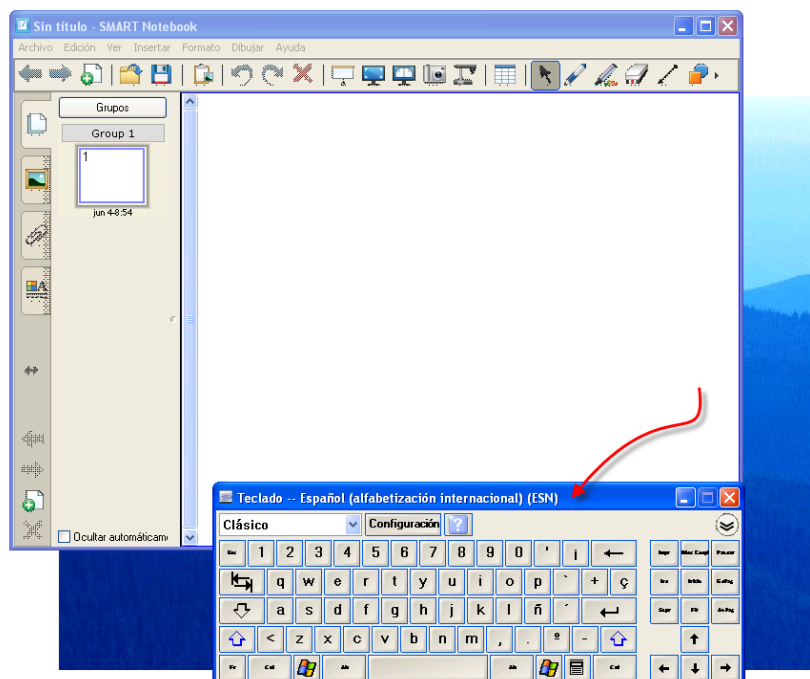 Sin título - SMART Notebook
Archivo Edición Ver Insertar Formato Dibujar Ayuda
Grupos
Group 1
1
jun 4-8:54
Ocultar automáticam
Teclado -- Español (alfabetización internacional) (ESN)
Clásico Configuración ?
Esc 1 2 3 4 5 6 7 8 9 0 ' ¡
q w e r t y u i o p ` + ç
a s d f g h j k l ñ ´
< z x c v b n m , . º -